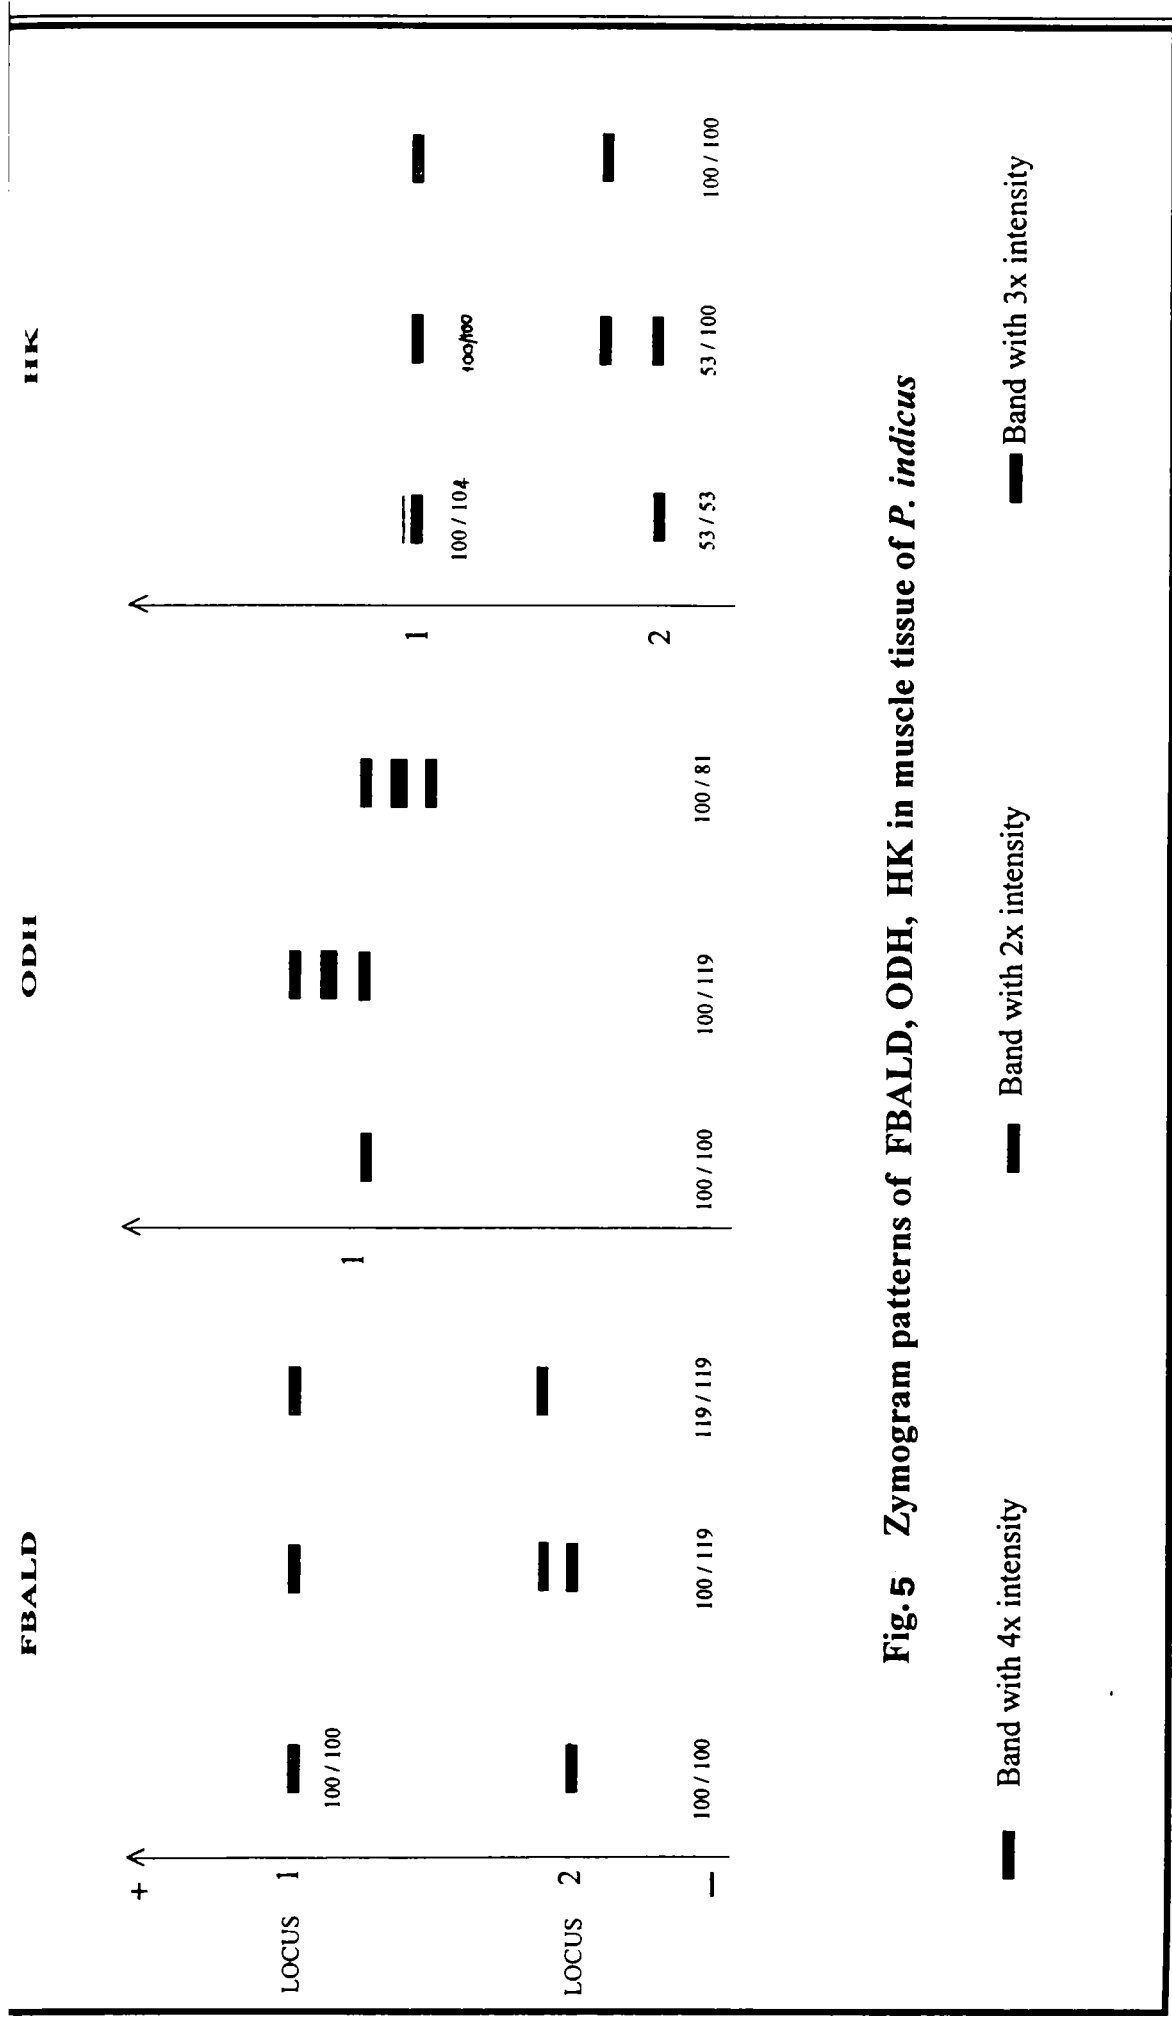 FBALD ODH HK
+
LOCUS 1 1 1
100 / 100 100 / 104 100/100
LOCUS 2 2
—
100 / 100 100 / 119 119 / 119 100 / 100 100 / 119 100 / 81 53 / 53 53 / 100 100 / 100
Fig. 5 Zymogram patterns of FBALD, ODH, HK in muscle tissue of P. indicus
Band with 4x intensity Band with 2x intensity Band with 3x intensity